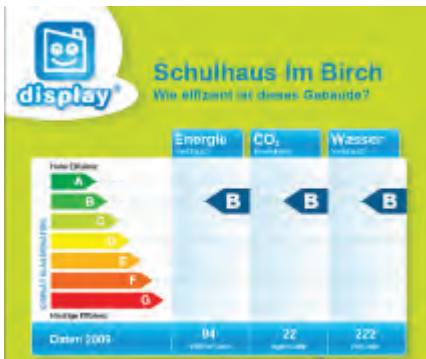 display®
Schulhaus Im Birch
Wie effizient ist dieses Gebäude?
Energie CO₂ Wasser
Hohe Effizienz
A
B B B B
C
D
E
F
G
Niedrige Effizienz
Daten 2009 94 22 222